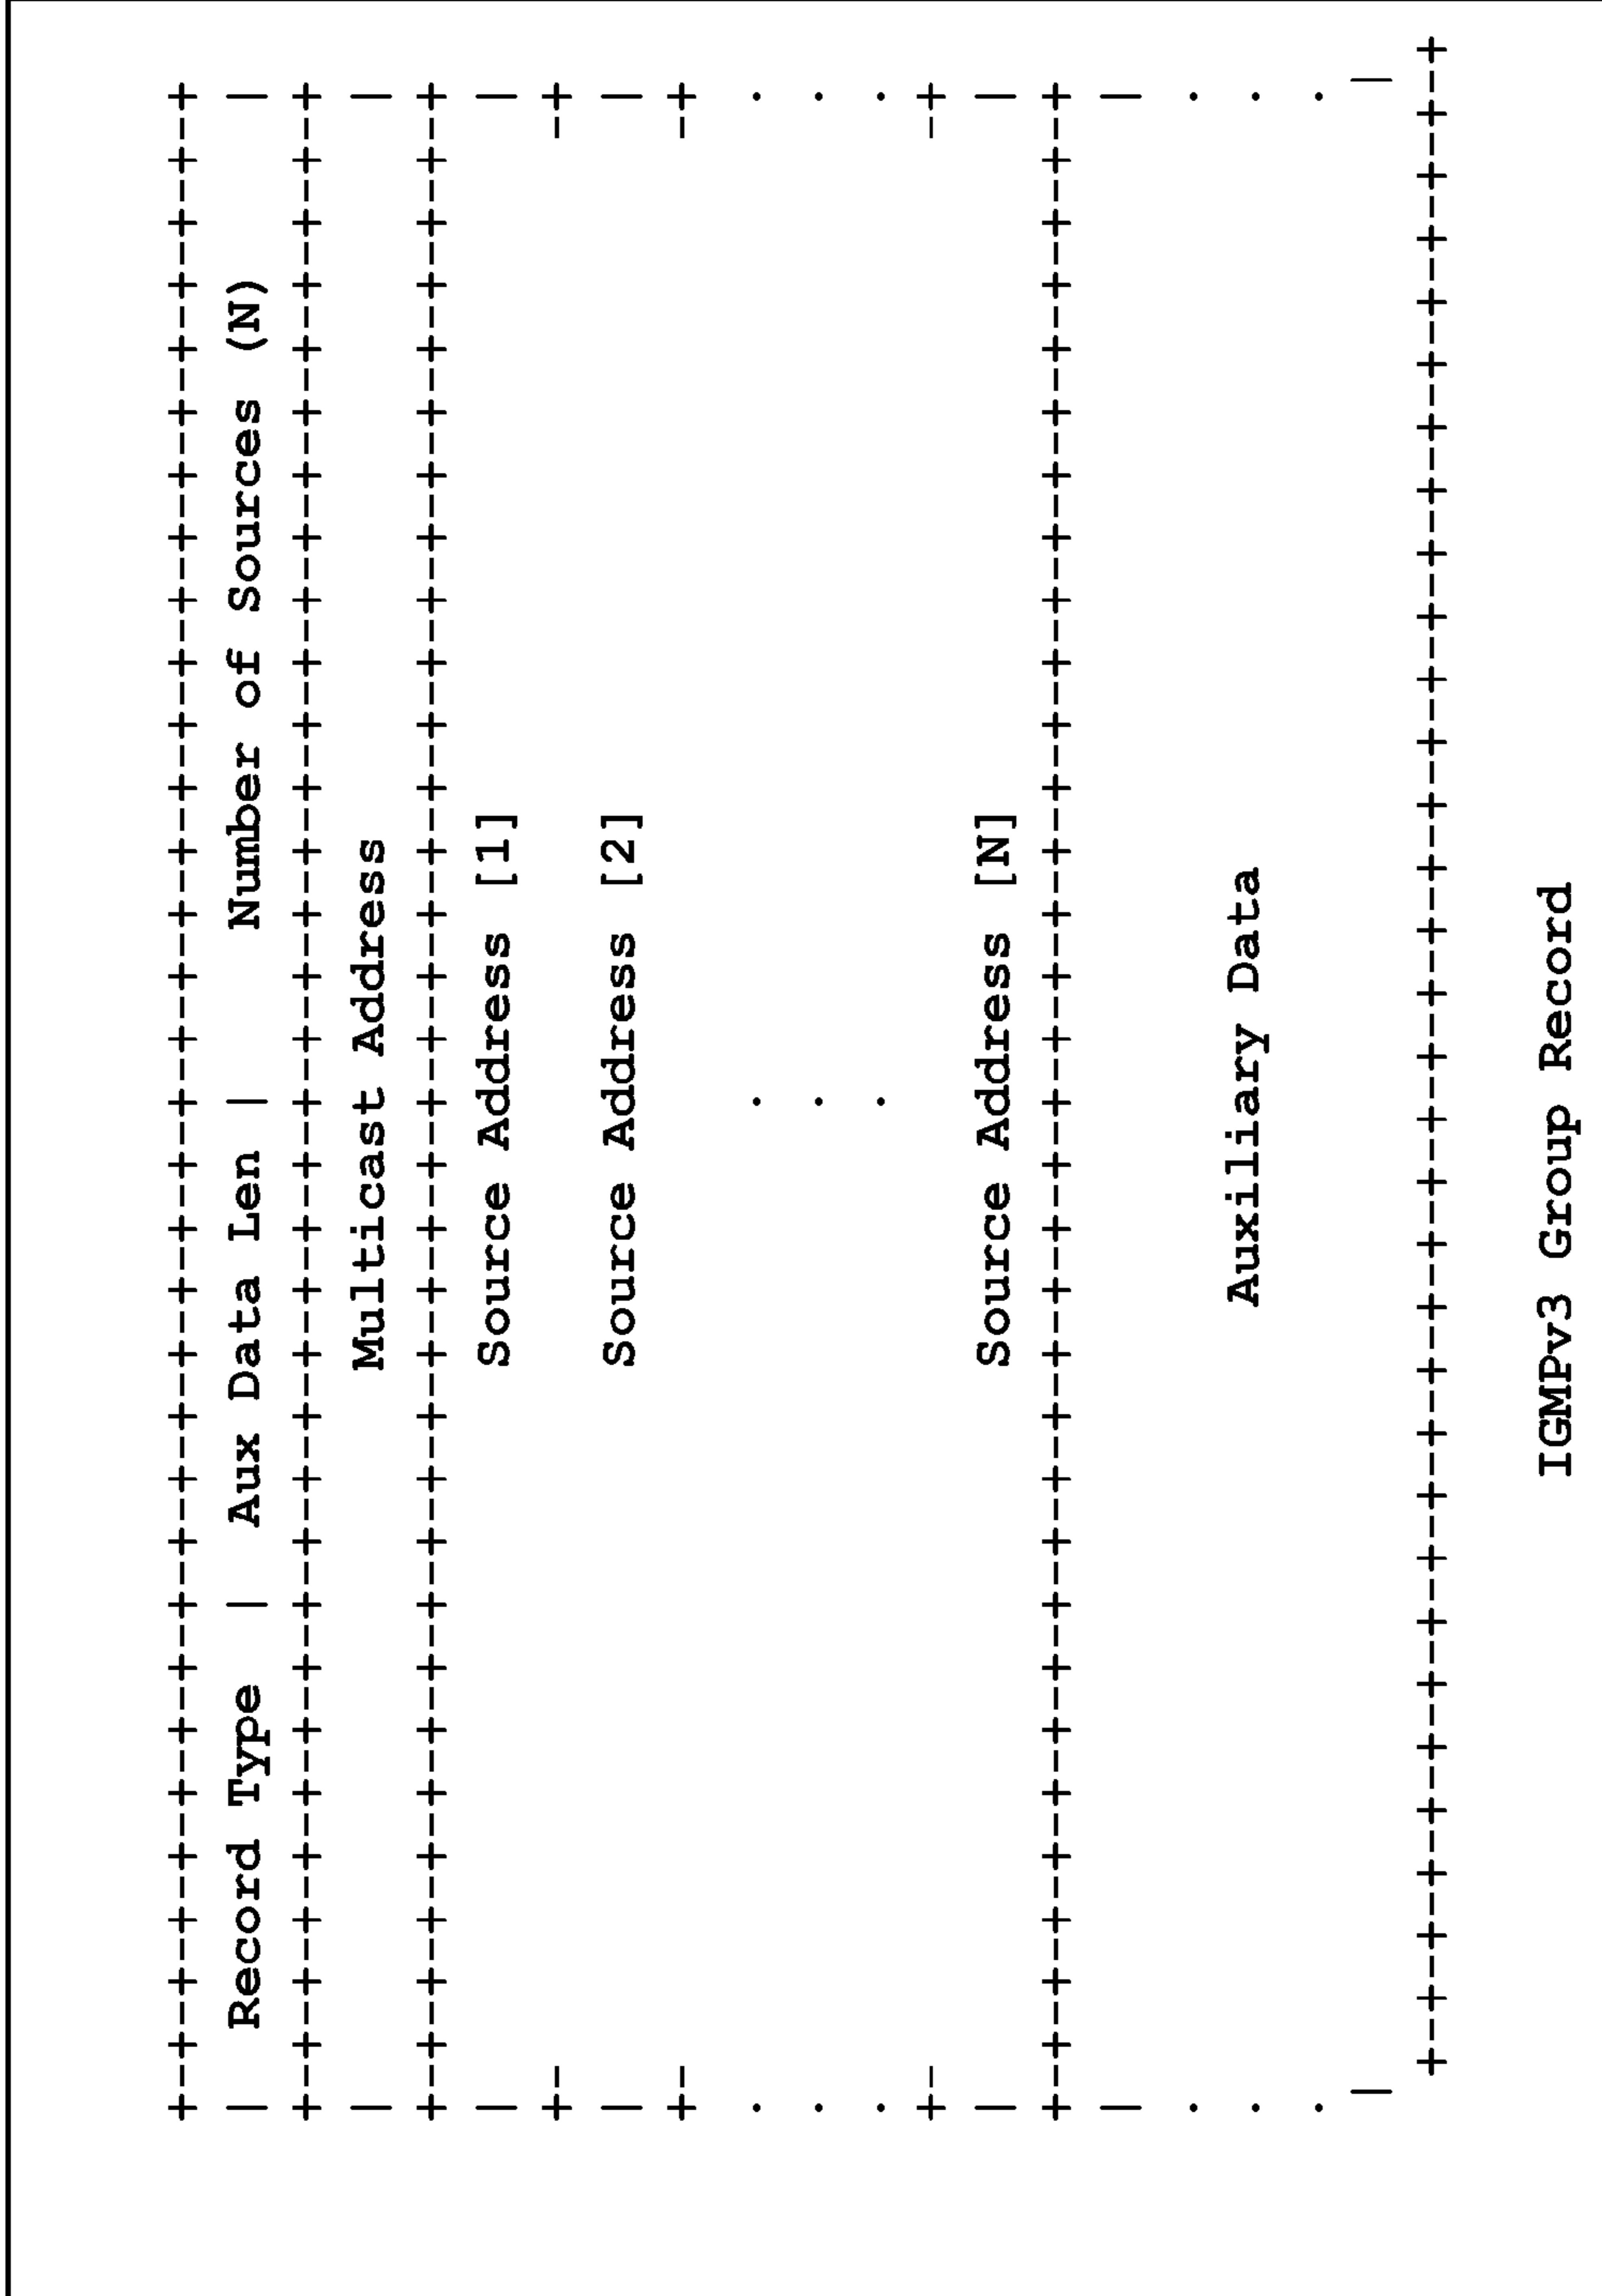 +-+-+-+-+-+-+-+-+-+-+-+-+-+-+-+-+-+-+-+-+-+-+-+-+-+-+-+-+-+-+-+-+
|  Record Type  |  Aux Data Len |     Number of Sources (N)     |
+-+-+-+-+-+-+-+-+-+-+-+-+-+-+-+-+-+-+-+-+-+-+-+-+-+-+-+-+-+-+-+-+
|                       Multicast Address                       |
+-+-+-+-+-+-+-+-+-+-+-+-+-+-+-+-+-+-+-+-+-+-+-+-+-+-+-+-+-+-+-+-+
|                       Source Address [1]                      |
+-                                                             -+
|                       Source Address [2]                      |
+-                                                             -+
.                               .                               .
.                               .                               .
.                               .                               .
+-                                                             -+
|                       Source Address [N]                      |
+-+-+-+-+-+-+-+-+-+-+-+-+-+-+-+-+-+-+-+-+-+-+-+-+-+-+-+-+-+-+-+-+
|                                                               |
.                                                               .
.                         Auxiliary Data                        .
.                                                               .
|                                                               |
+-+-+-+-+-+-+-+-+-+-+-+-+-+-+-+-+-+-+-+-+-+-+-+-+-+-+-+-+-+-+-+-+
IGMPv3 Group Record